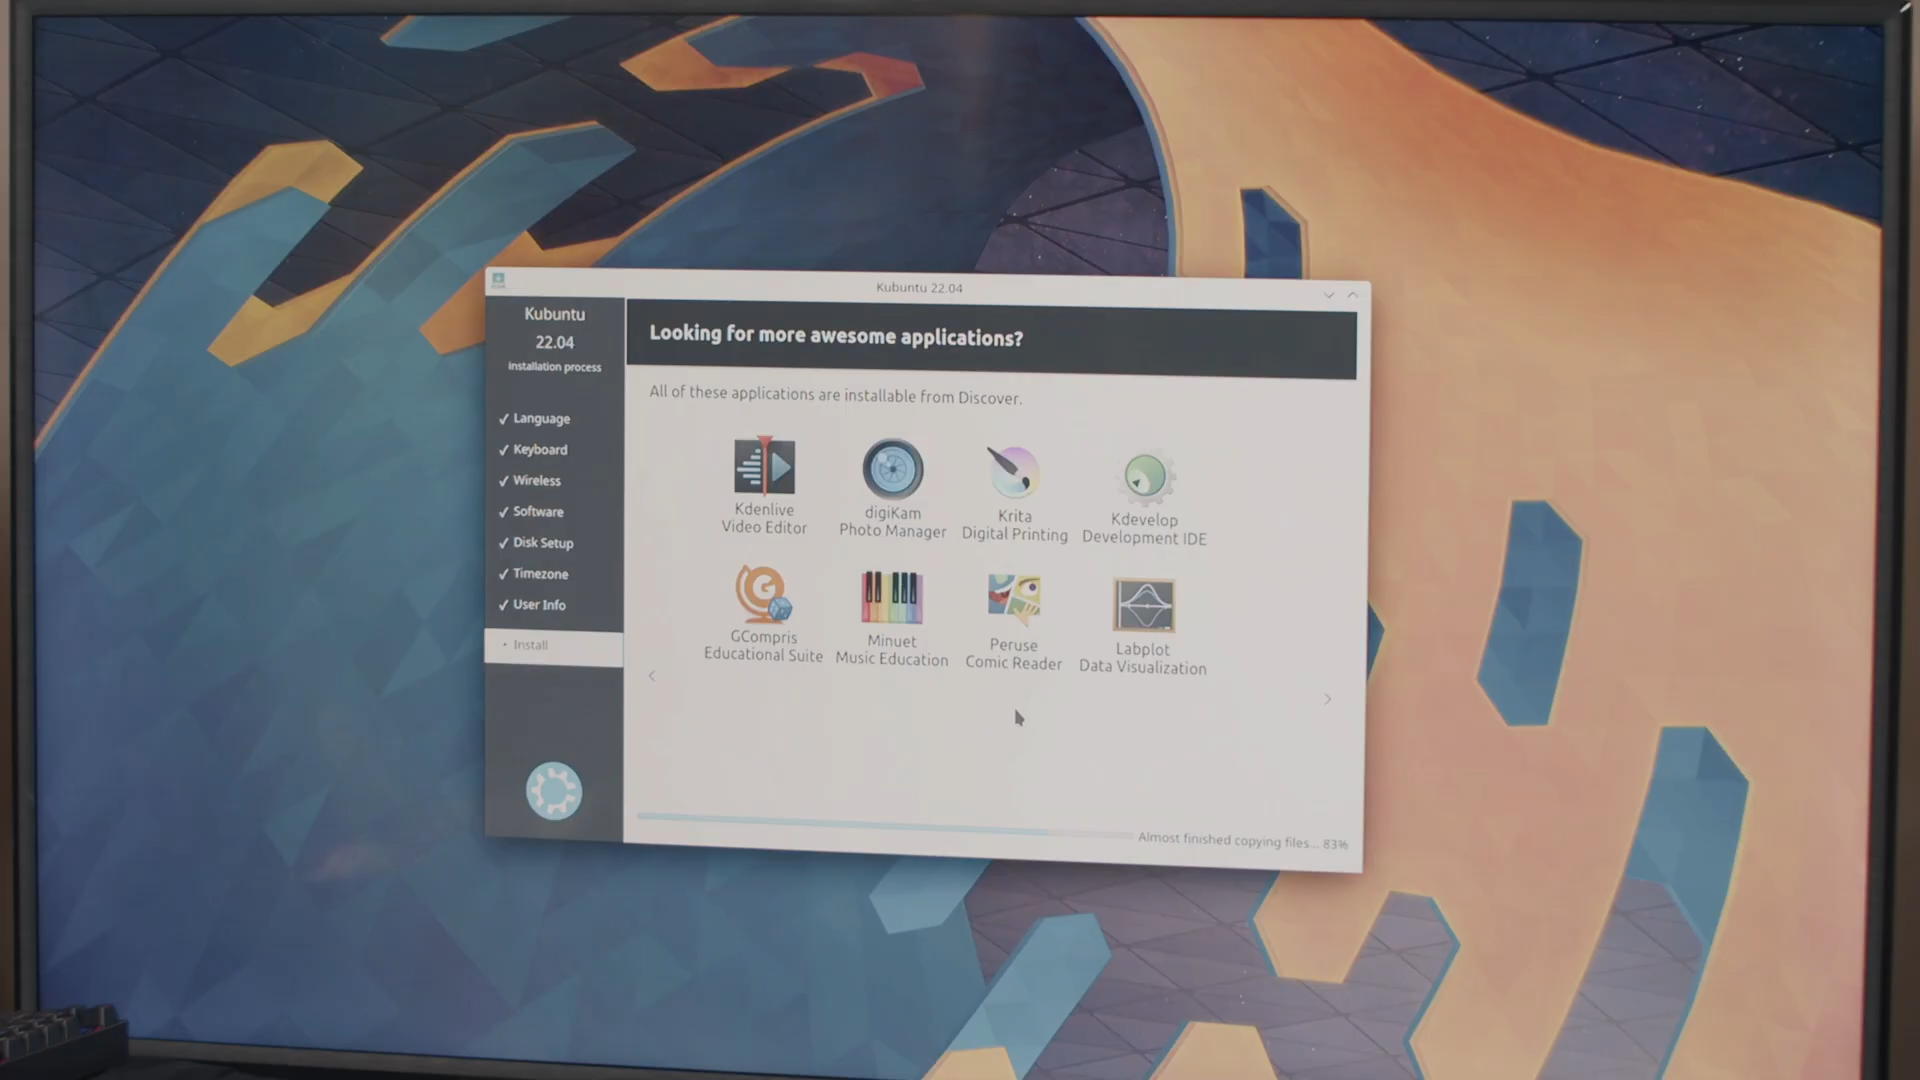 Kubuntu 22.04
Kubuntu
22.04
Installation process
✓ Language
✓ Keyboard
✓ Wireless
✓ Software
✓ Disk Setup
✓ Timezone
✓ User Info
• Install
Looking for more awesome applications?
All of these applications are installable from Discover.
Kdenlive
Video Editor
digiKam
Photo Manager
Krita
Digital Printing
Kdevelop
Development IDE
GCompris
Educational Suite
Minuet
Music Education
Peruse
Comic Reader
Labplot
Data Visualization
Almost finished copying files... 83%